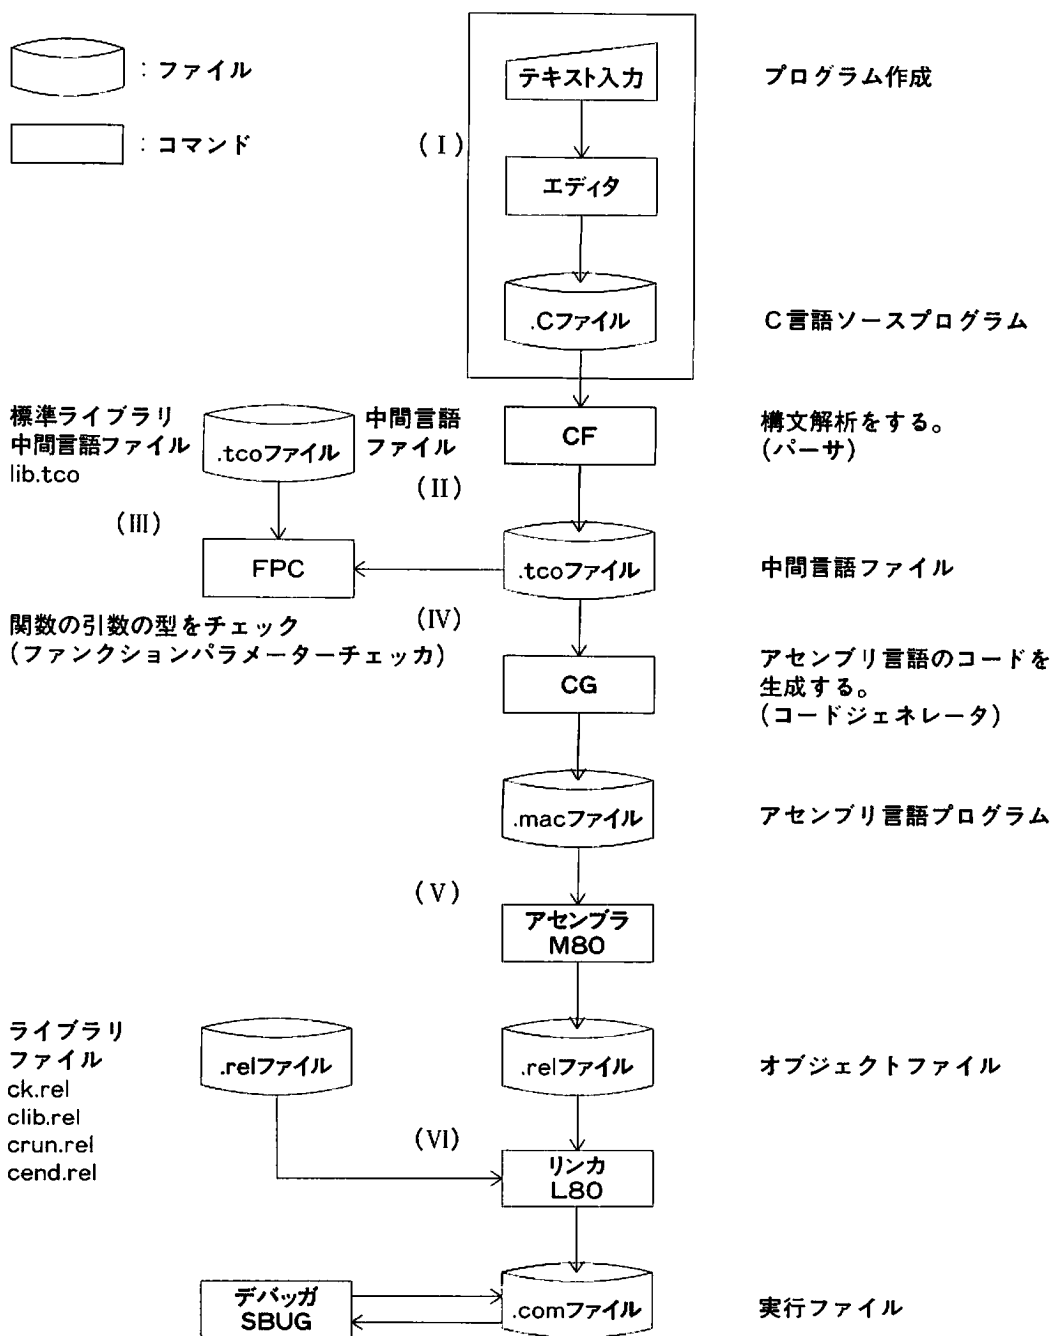 ：ファイル
：コマンド
(Ⅰ)
テキスト入力
プログラム作成
エディタ
.Cファイル
C言語ソースプログラム
標準ライブラリ
中間言語ファイル
lib.tco
.tcoファイル
中間言語
ファイル
(Ⅱ)
CF
構文解析をする。
(パーサ)
(Ⅲ)
FPC
.tcoファイル
中間言語ファイル
関数の引数の型をチェック
(ファンクションパラメーターチェッカ)
(Ⅳ)
CG
アセンブリ言語のコードを
生成する。
(コードジェネレータ)
.macファイル
アセンブリ言語プログラム
(Ⅴ)
アセンブラ
M80
ライブラリ
ファイル
ck.rel
clib.rel
crun.rel
cend.rel
.relファイル
.relファイル
オブジェクトファイル
(Ⅵ)
リンカ
L80
デバッガ
SBUG
.comファイル
実行ファイル